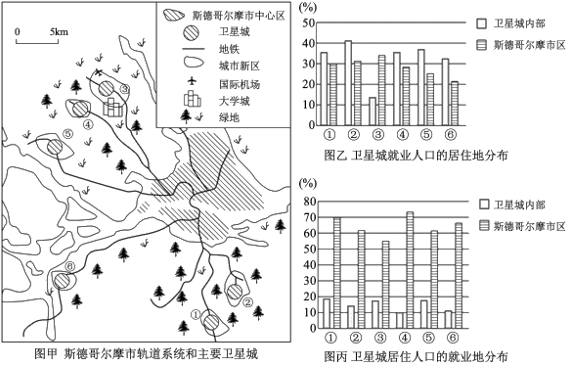 0 5km
斯德哥尔摩市中心区
卫星城
地铁
城市新区
国际机场
大学城
绿地
③
④
⑤
⑥
②
①
图甲 斯德哥尔摩市轨道系统和主要卫星城
(%)
50
40
30
20
10
0
① ② ③ ④ ⑤ ⑥
卫星城内部
斯德哥尔摩市区
图乙 卫星城就业人口的居住地分布
(%)
80
70
60
50
40
30
20
10
0
① ② ③ ④ ⑤ ⑥
卫星城内部
斯德哥尔摩市区
图丙 卫星城居住人口的就业地分布